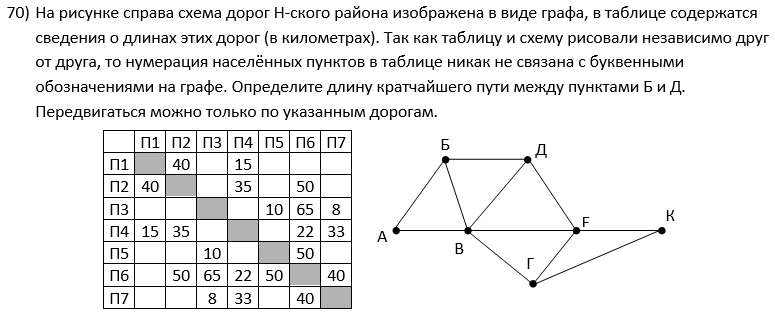 70) На рисунке справа схема дорог Н-ского района изображена в виде графа, в таблице содержатся
сведения о длинах этих дорог (в километрах). Так как таблицу и схему рисовали независимо друг
от друга, то нумерация населённых пунктов в таблице никак не связана с буквенными
обозначениями на графе. Определите длину кратчайшего пути между пунктами Б и Д.
Передвигаться можно только по указанным дорогам.
П1 П2 П3 П4 П5 П6 П7
П1 40 15
П2 40 35 50
П3 10 65 8
П4 15 35 22 33
П5 10 50
П6 50 65 22 50 40
П7 8 33 40
Б Д
А В F К
Г